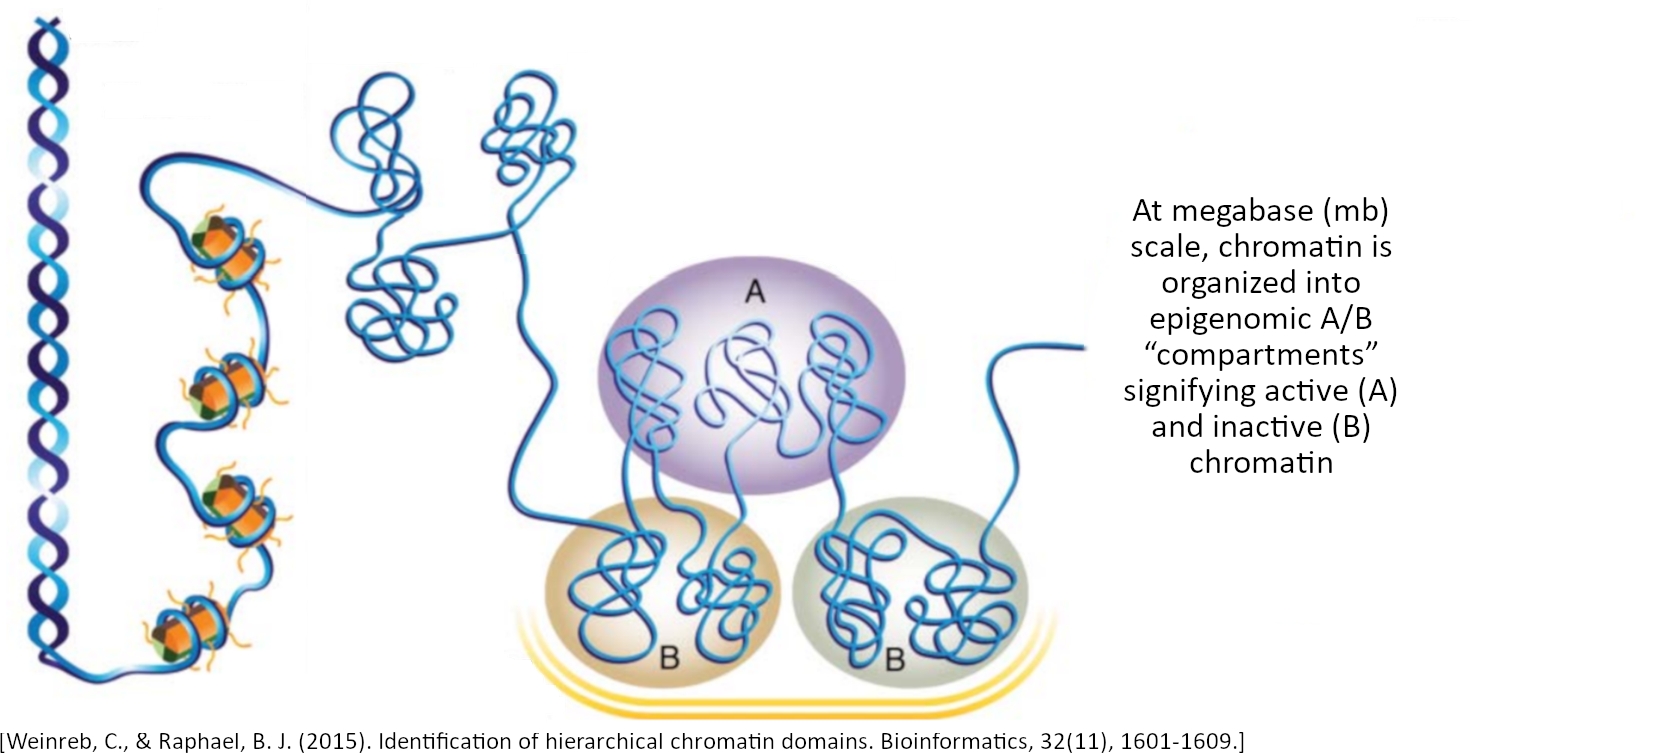 A
At megabase (mb)
scale, chromatin is
organized into
epigenomic A/B
“compartments”
signifying active (A)
and inactive (B)
chromatin
B
B
[Weinreb, C., & Raphael, B. J. (2015). Identification of hierarchical chromatin domains. Bioinformatics, 32(11), 1601-1609.]